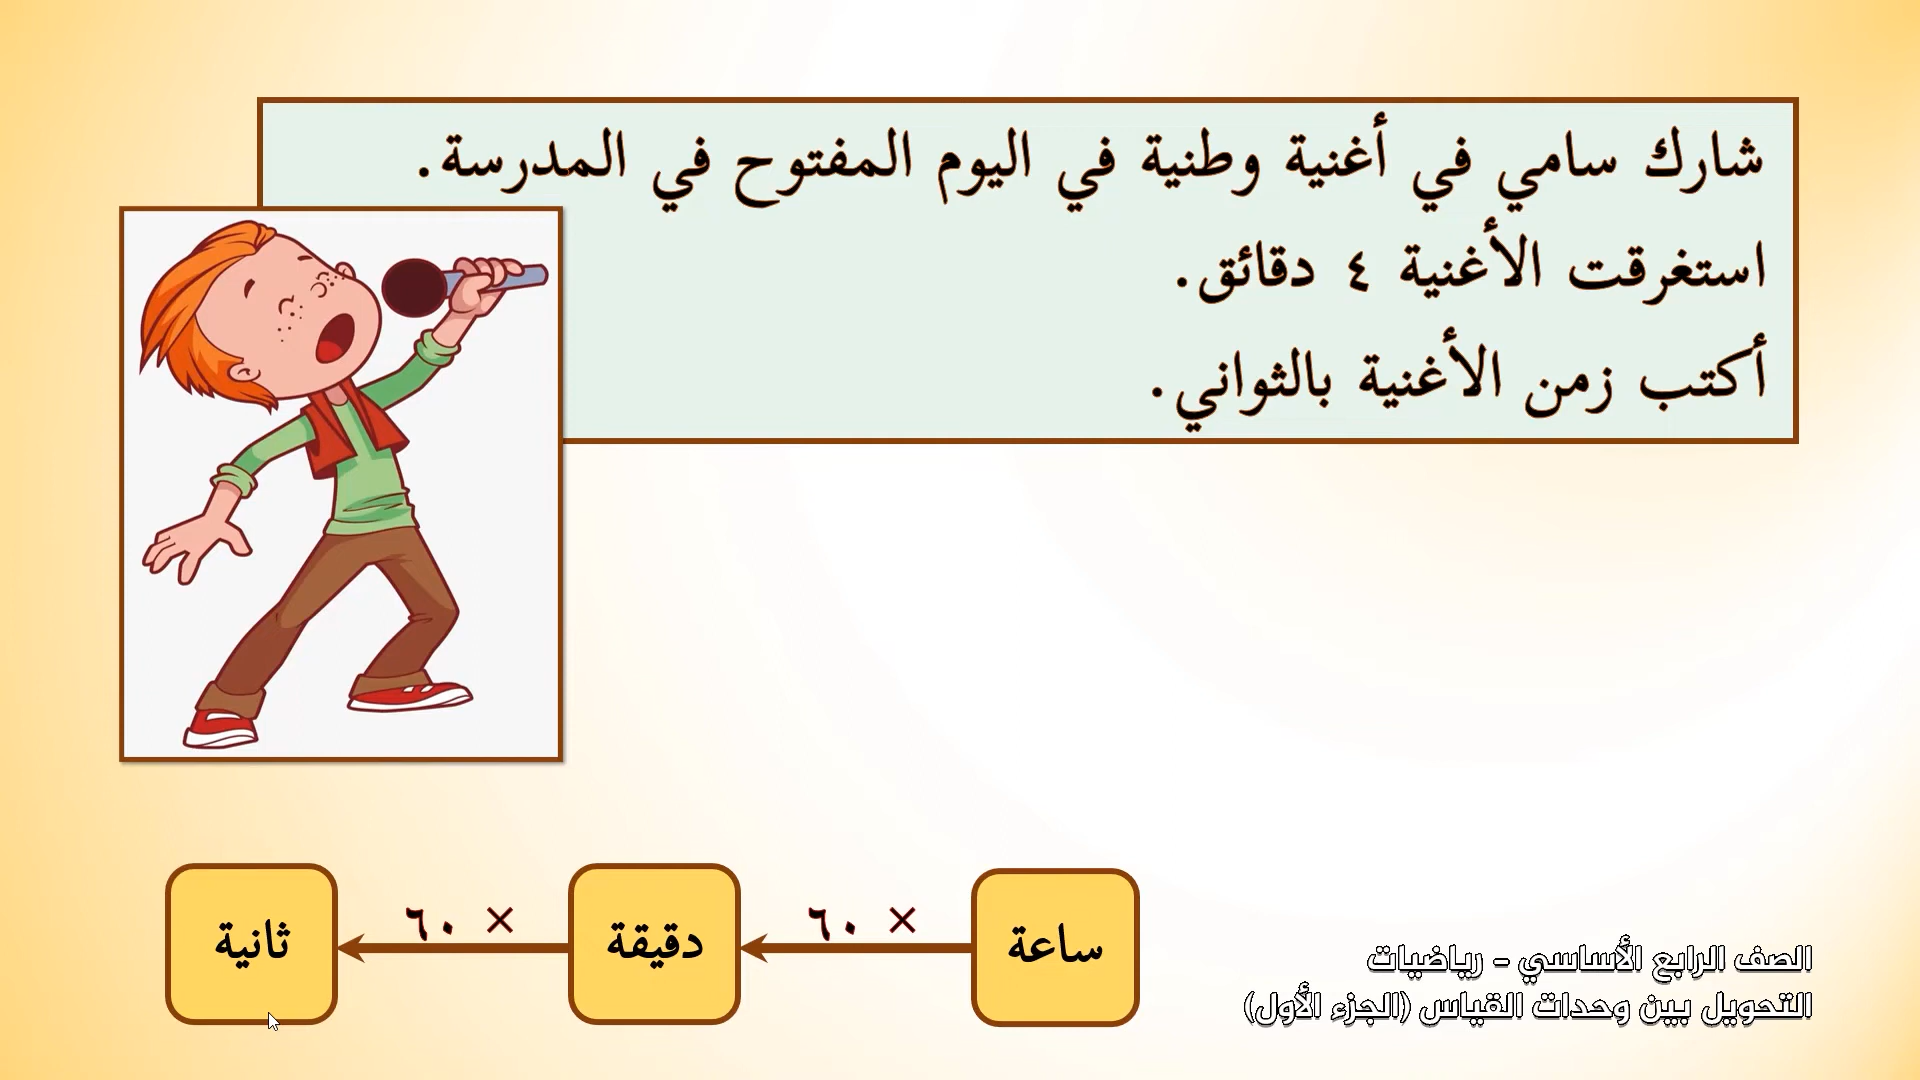 شارك سامي في أغنية وطنية في اليوم المفتوح في المدرسة.
استغرقت الأغنية ٤ دقائق.
أكتب زمن الأغنية بالثواني.
ساعة
× ٦٠
دقيقة
× ٦٠
ثانية
الصف الرابع الأساسي - رياضيات
التحويل بين وحدات القياس (الجزء الأول)